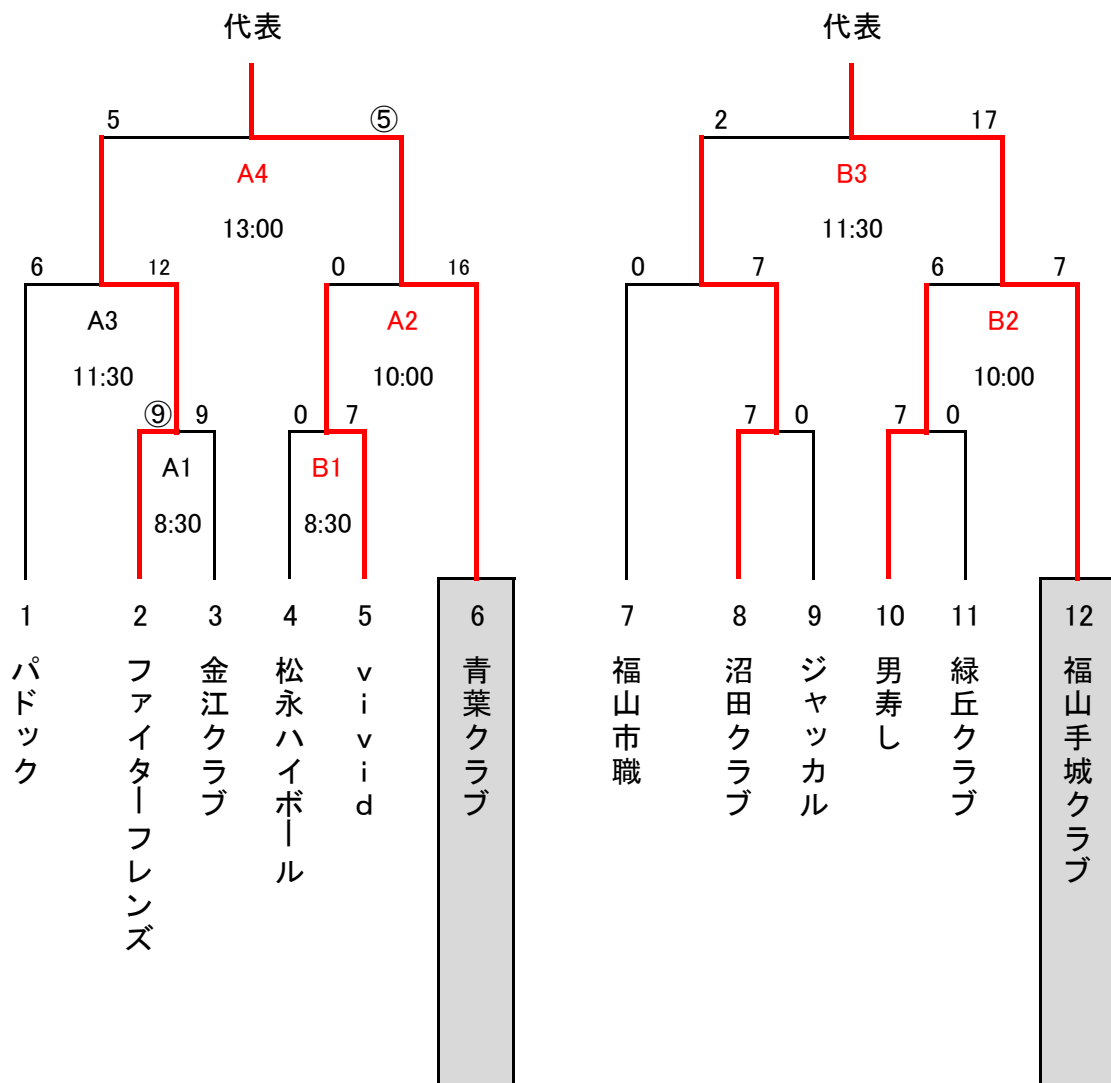 代表 代表
5 ⑤ 2 17
A4 B3
13:00 11:30
6 12 0 16 0 7 6 7
A3 A2 B2
11:30 10:00 10:00
⑨ 9 0 7 7 0 7 0
A1 B1
8:30 8:30
1 2 3 4 5 6 7 8 9 10 11 12
パドック
ファイターフレンズ
金江クラブ
松永ハイボール
ｖｉｖｉｄ
青葉クラブ
福山市職
沼田クラブ
ジャッカル
男寿し
緑丘クラブ
福山手城クラブ